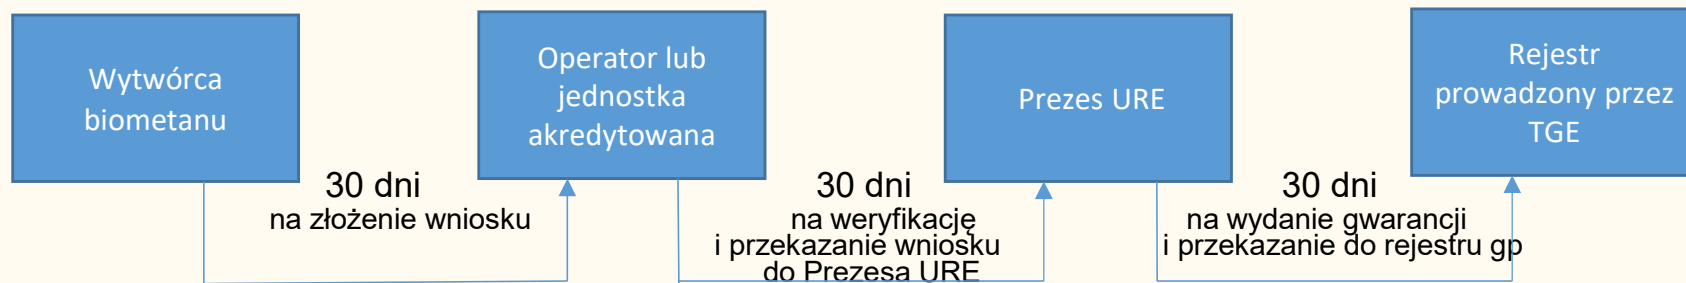 Wytwórca
biometanu
Operator lub
jednostka
akredytowana
Prezes URE
Rejestr
prowadzony przez
TGE
30 dni
na złożenie wniosku
30 dni
na weryfikację
i przekazanie wniosku
do Prezesa URE
30 dni
na wydanie gwarancji
i przekazanie do rejestru gp